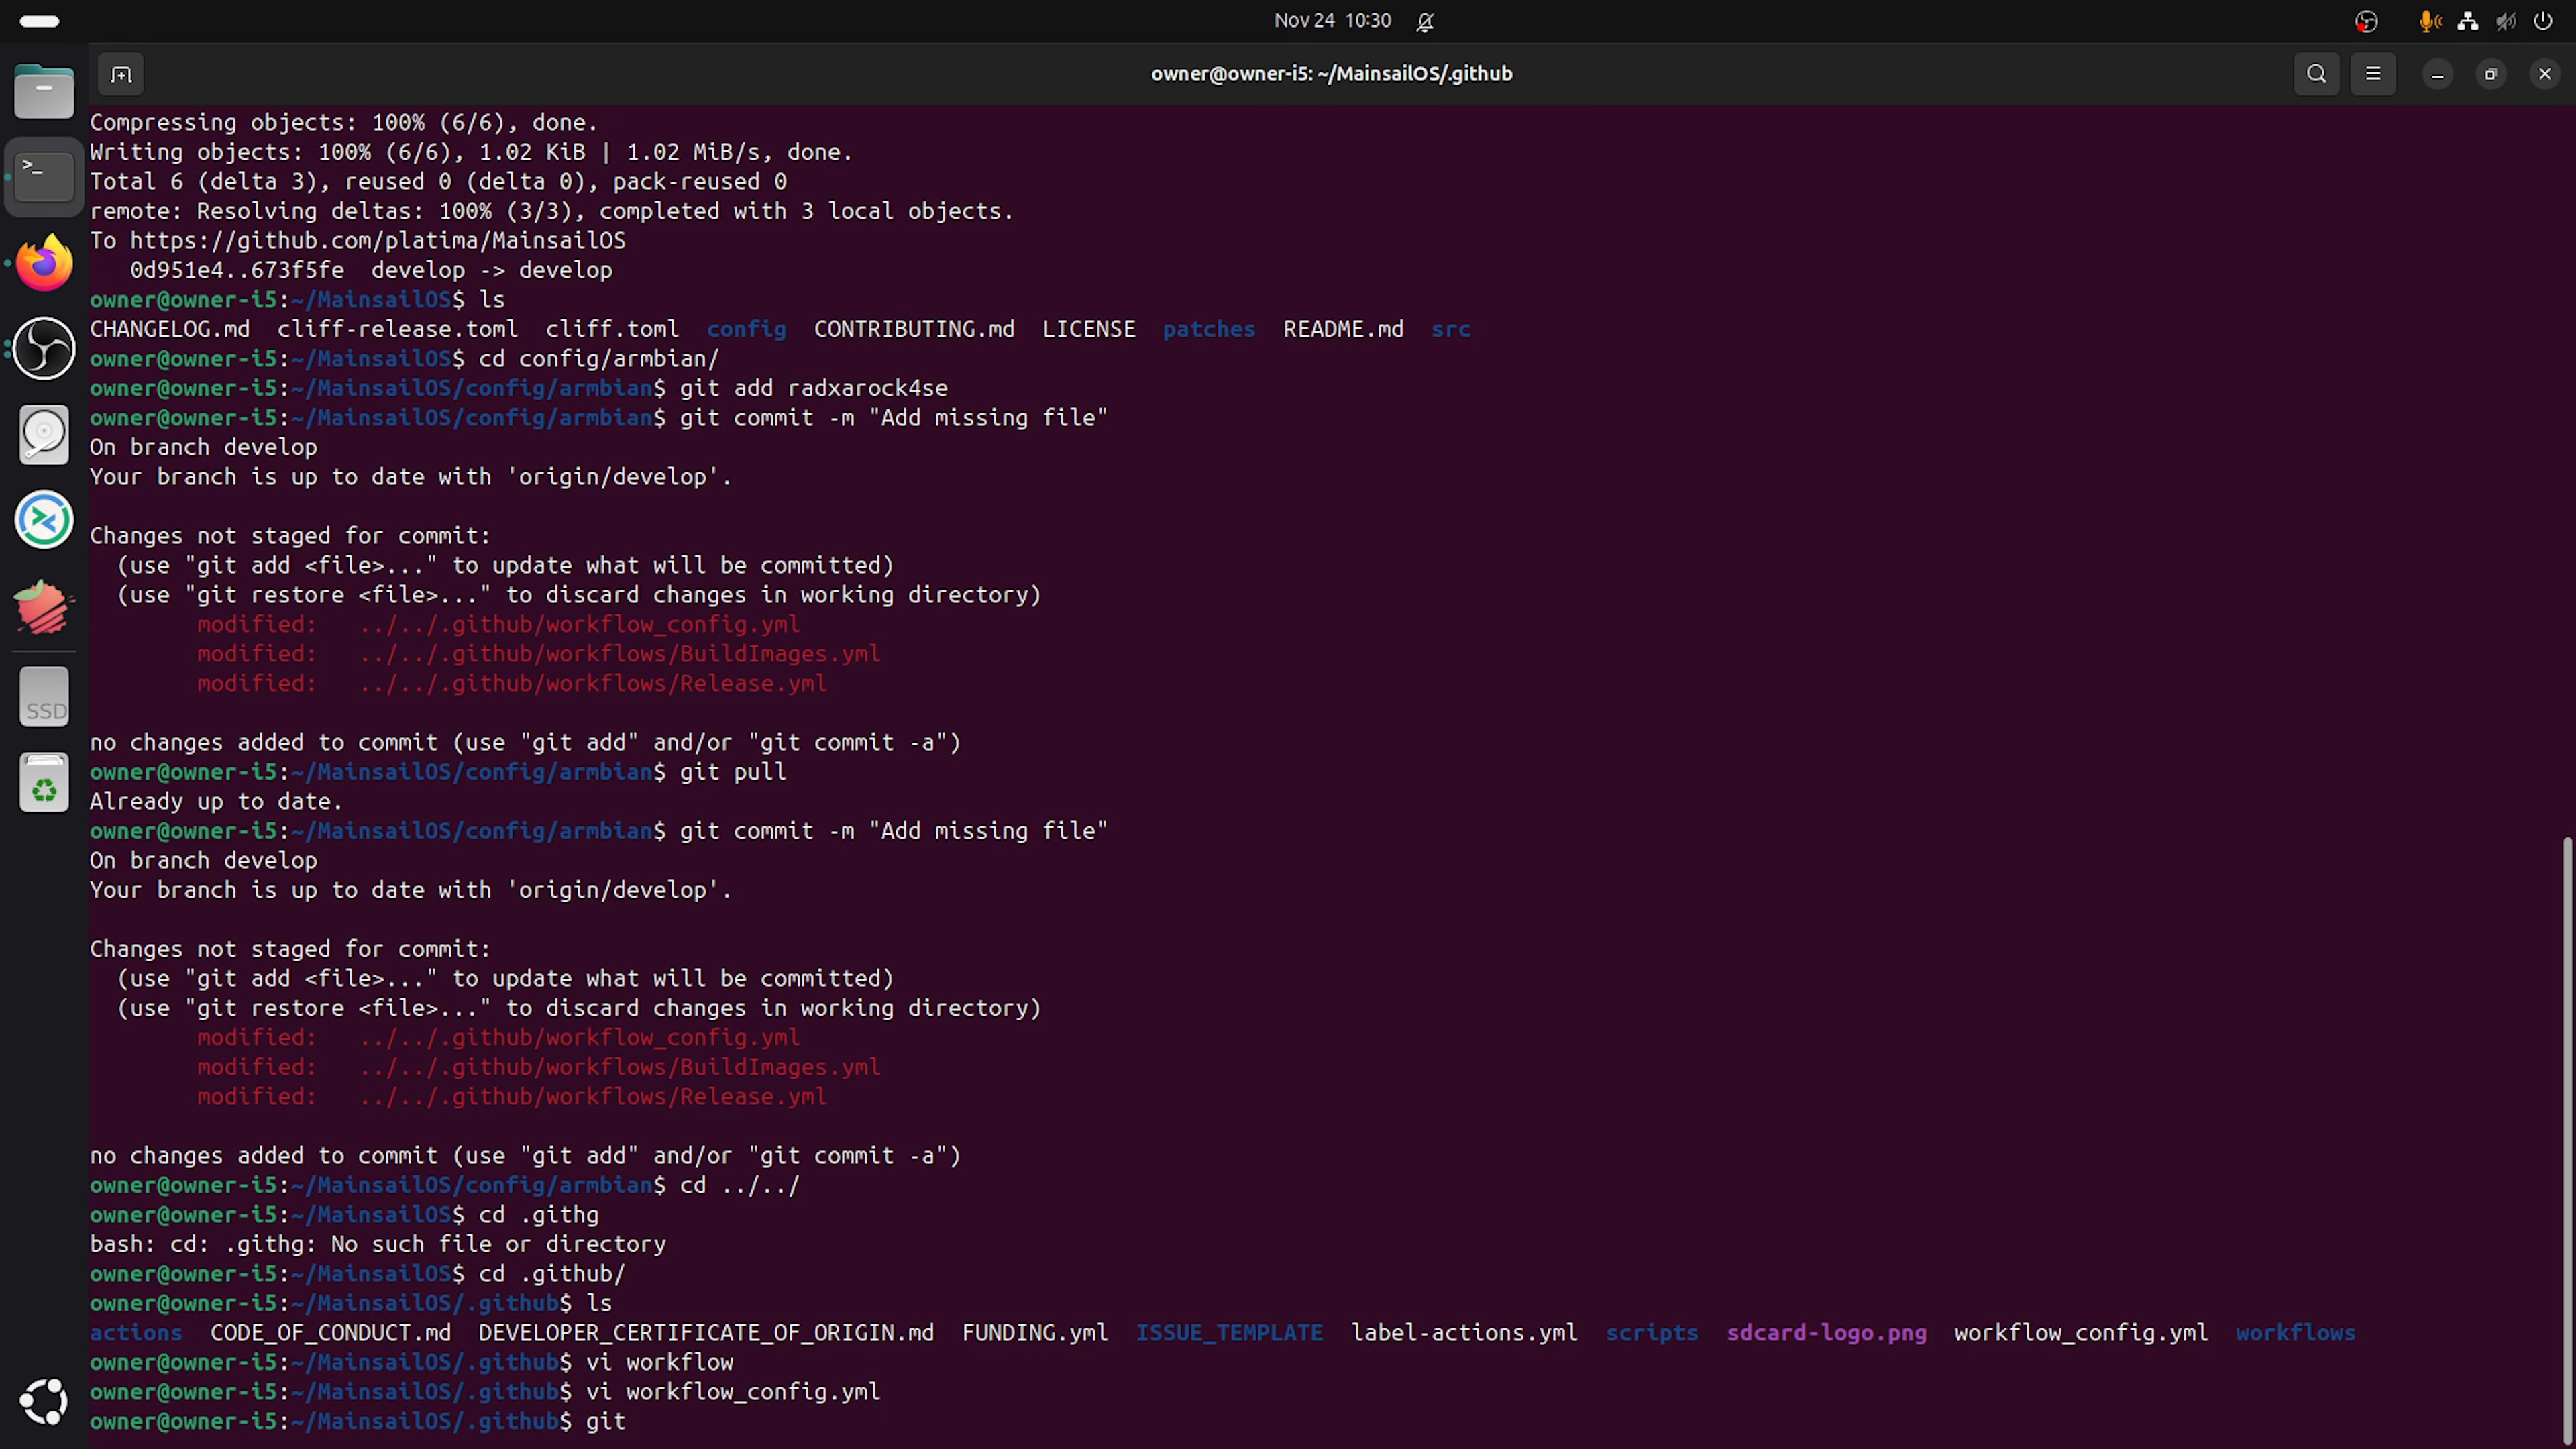 Nov 24 10:30
owner@owner-i5: ~/MainsailOS/.github
Compressing objects: 100% (6/6), done.
Writing objects: 100% (6/6), 1.02 KiB | 1.02 MiB/s, done.
Total 6 (delta 3), reused 0 (delta 0), pack-reused 0
remote: Resolving deltas: 100% (3/3), completed with 3 local objects.
To https://github.com/platima/MainsailOS
   0d951e4..673f5fe  develop -> develop
owner@owner-i5:~/MainsailOS$ ls
CHANGELOG.md  cliff-release.toml  cliff.toml  config  CONTRIBUTING.md  LICENSE  patches  README.md  src
owner@owner-i5:~/MainsailOS$ cd config/armbian/
owner@owner-i5:~/MainsailOS/config/armbian$ git add radxarock4se
owner@owner-i5:~/MainsailOS/config/armbian$ git commit -m "Add missing file"
On branch develop
Your branch is up to date with 'origin/develop'.
Changes not staged for commit:
  (use "git add <file>..." to update what will be committed)
  (use "git restore <file>..." to discard changes in working directory)
        modified:   ../../.github/workflow_config.yml
        modified:   ../../.github/workflows/BuildImages.yml
        modified:   ../../.github/workflows/Release.yml
no changes added to commit (use "git add" and/or "git commit -a")
owner@owner-i5:~/MainsailOS/config/armbian$ git pull
Already up to date.
owner@owner-i5:~/MainsailOS/config/armbian$ git commit -m "Add missing file"
On branch develop
Your branch is up to date with 'origin/develop'.
Changes not staged for commit:
  (use "git add <file>..." to update what will be committed)
  (use "git restore <file>..." to discard changes in working directory)
        modified:   ../../.github/workflow_config.yml
        modified:   ../../.github/workflows/BuildImages.yml
        modified:   ../../.github/workflows/Release.yml
no changes added to commit (use "git add" and/or "git commit -a")
owner@owner-i5:~/MainsailOS/config/armbian$ cd ../../
owner@owner-i5:~/MainsailOS$ cd .githg
bash: cd: .githg: No such file or directory
owner@owner-i5:~/MainsailOS$ cd .github/
owner@owner-i5:~/MainsailOS/.github$ ls
actions  CODE_OF_CONDUCT.md  DEVELOPER_CERTIFICATE_OF_ORIGIN.md  FUNDING.yml  ISSUE_TEMPLATE  label-actions.yml  scripts  sdcard-logo.png  workflow_config.yml  workflows
owner@owner-i5:~/MainsailOS/.github$ vi workflow
owner@owner-i5:~/MainsailOS/.github$ vi workflow_config.yml
owner@owner-i5:~/MainsailOS/.github$ git
SSD